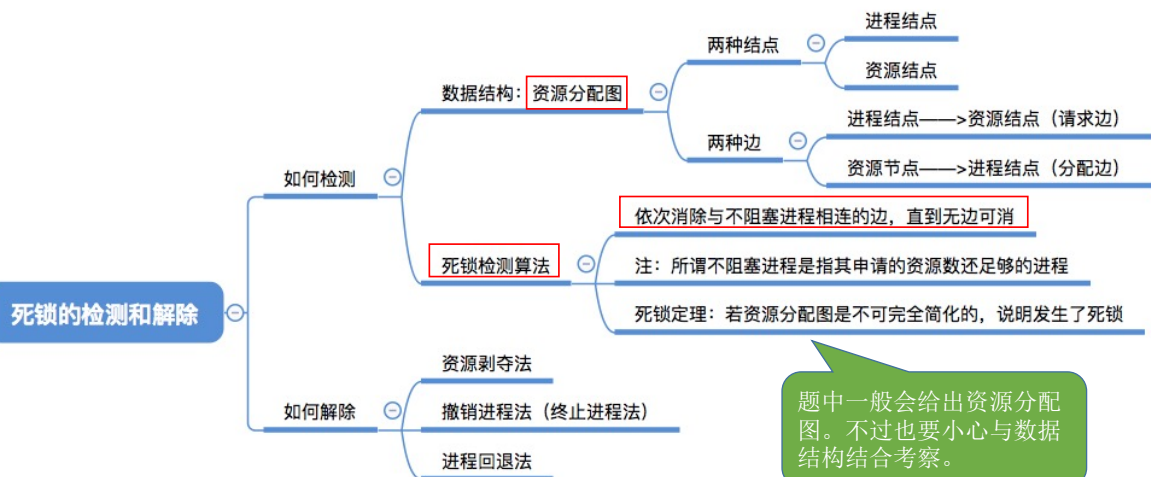 死锁的检测和解除
如何检测
数据结构：资源分配图
两种结点
进程结点
资源结点
两种边
进程结点——>资源结点（请求边）
资源节点——>进程结点（分配边）
死锁检测算法
依次消除与不阻塞进程相连的边，直到无边可消
注：所谓不阻塞进程是指其申请的资源数还足够的进程
死锁定理：若资源分配图是不可完全简化的，说明发生了死锁
题中一般会给出资源分配
图。不过也要小心与数据
结构结合考察。
如何解除
资源剥夺法
撤销进程法（终止进程法）
进程回退法